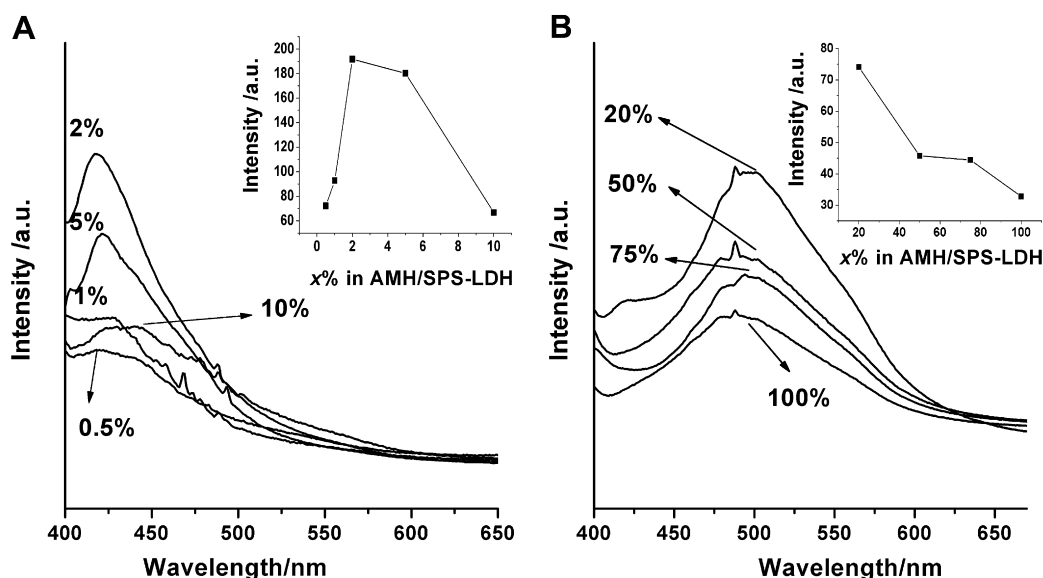 A
Intensity /a.u.
2%
5%
1%
10%
0.5%
400 450 500 550 600 650
Wavelength/nm
Intensity /a.u.
200
180
160
140
120
100
80
60
0 2 4 6 8 10
x% in AMH/SPS-LDH
B
Intensity /a.u.
20%
50%
75%
100%
400 450 500 550 600 650
Wavelength/nm
Intensity /a.u.
80
70
60
50
40
30
20 40 60 80 100
x% in AMH/SPS-LDH